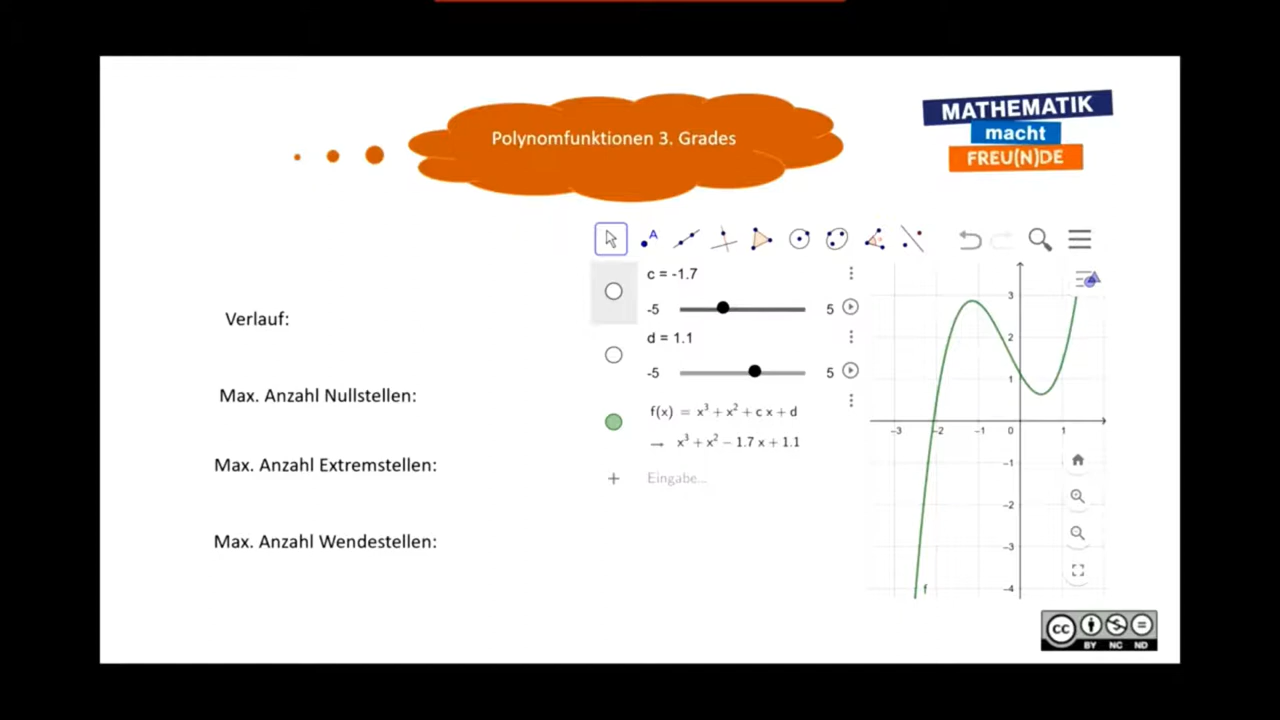 Polynomfunktionen 3. Grades
MATHEMATIK
macht
FREU(N)DE
A
c = -1.7
-5
5
d = 1.1
-5
5
f(x) = x³ + x² + c x + d
→ x³ + x² − 1.7 x + 1.1
+
Eingabe...
3
2
1
-3
-2
-1
0
1
-1
-2
-3
-4
f
Verlauf:
Max. Anzahl Nullstellen:
Max. Anzahl Extremstellen:
Max. Anzahl Wendestellen:
cc
BY NC ND